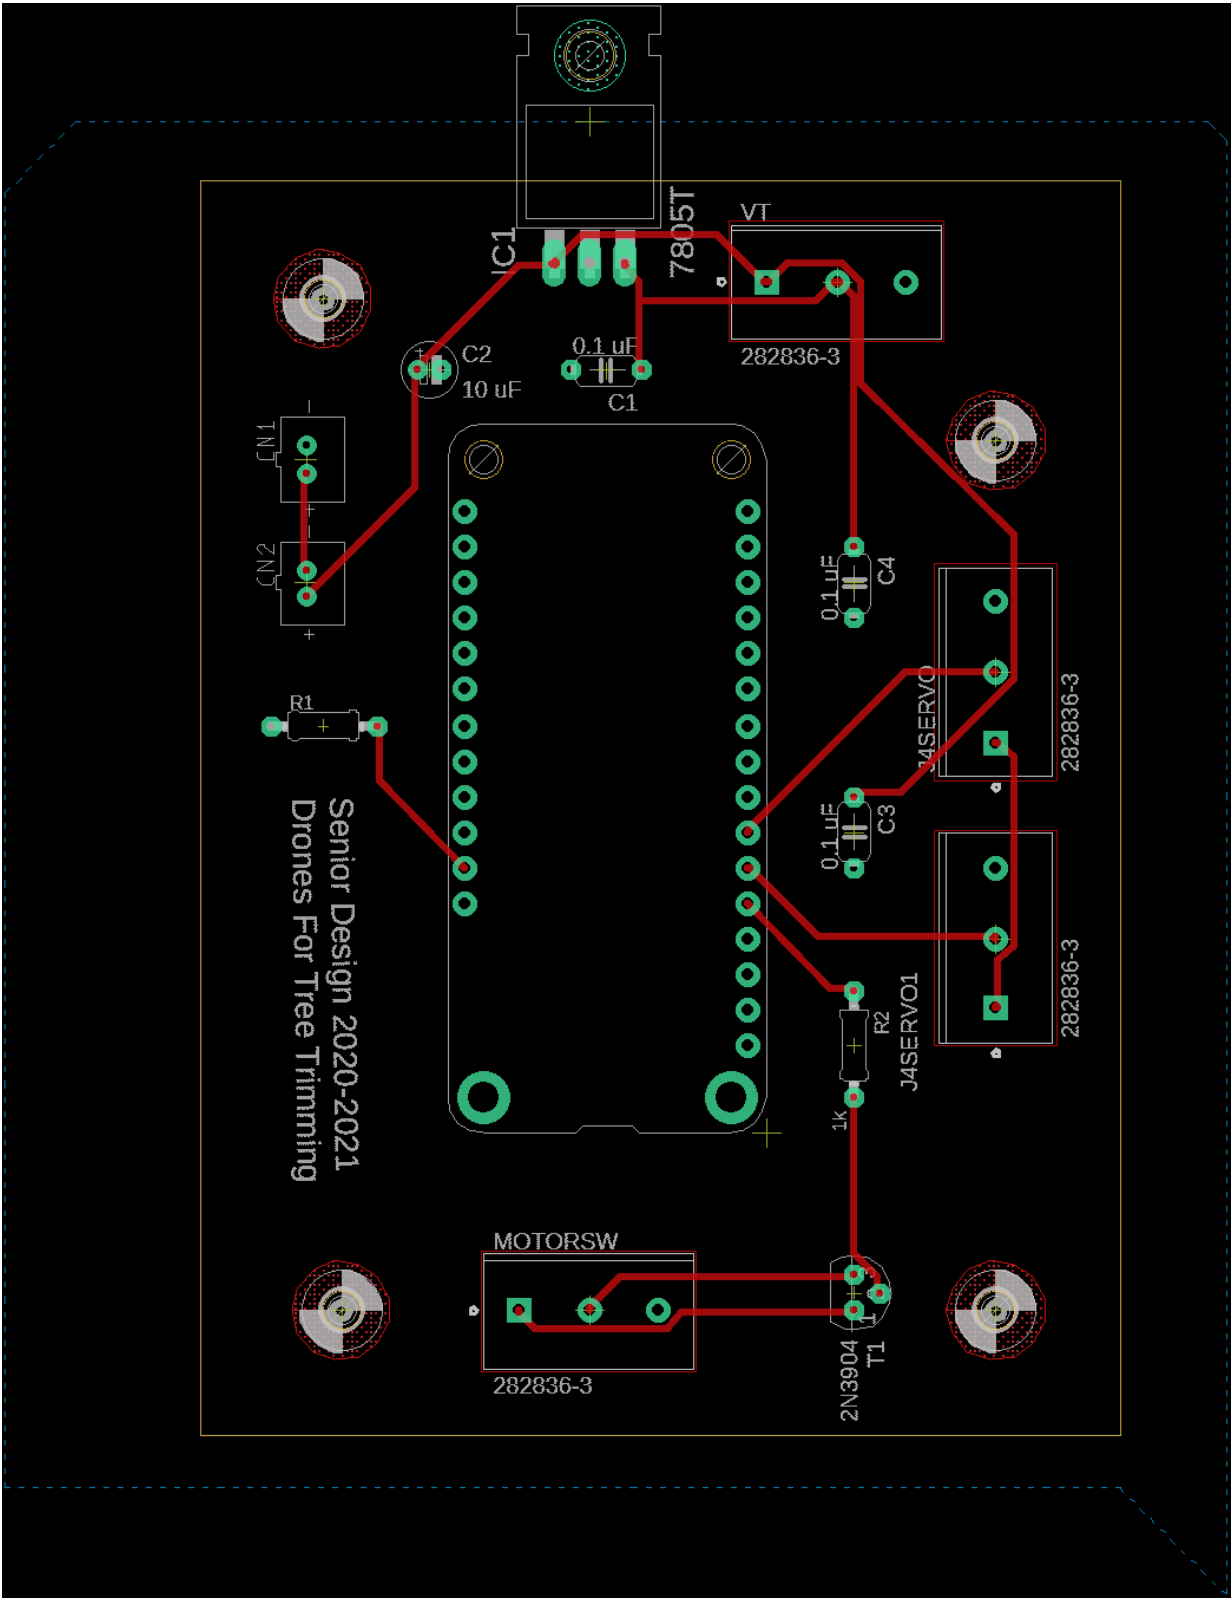 IC1
7805T
VT
282836-3
C2
10 uF
0.1 uF
C1
CN1
CN2
0.1 uF
C4
R1
J4SERVO
282836-3
0.1 uF
C3
Senior Design 2020-2021
Drones For Tree Trimming
282836-3
R2
J4SERVO1
1k
MOTORSW
282836-3
1
2N3904
T1